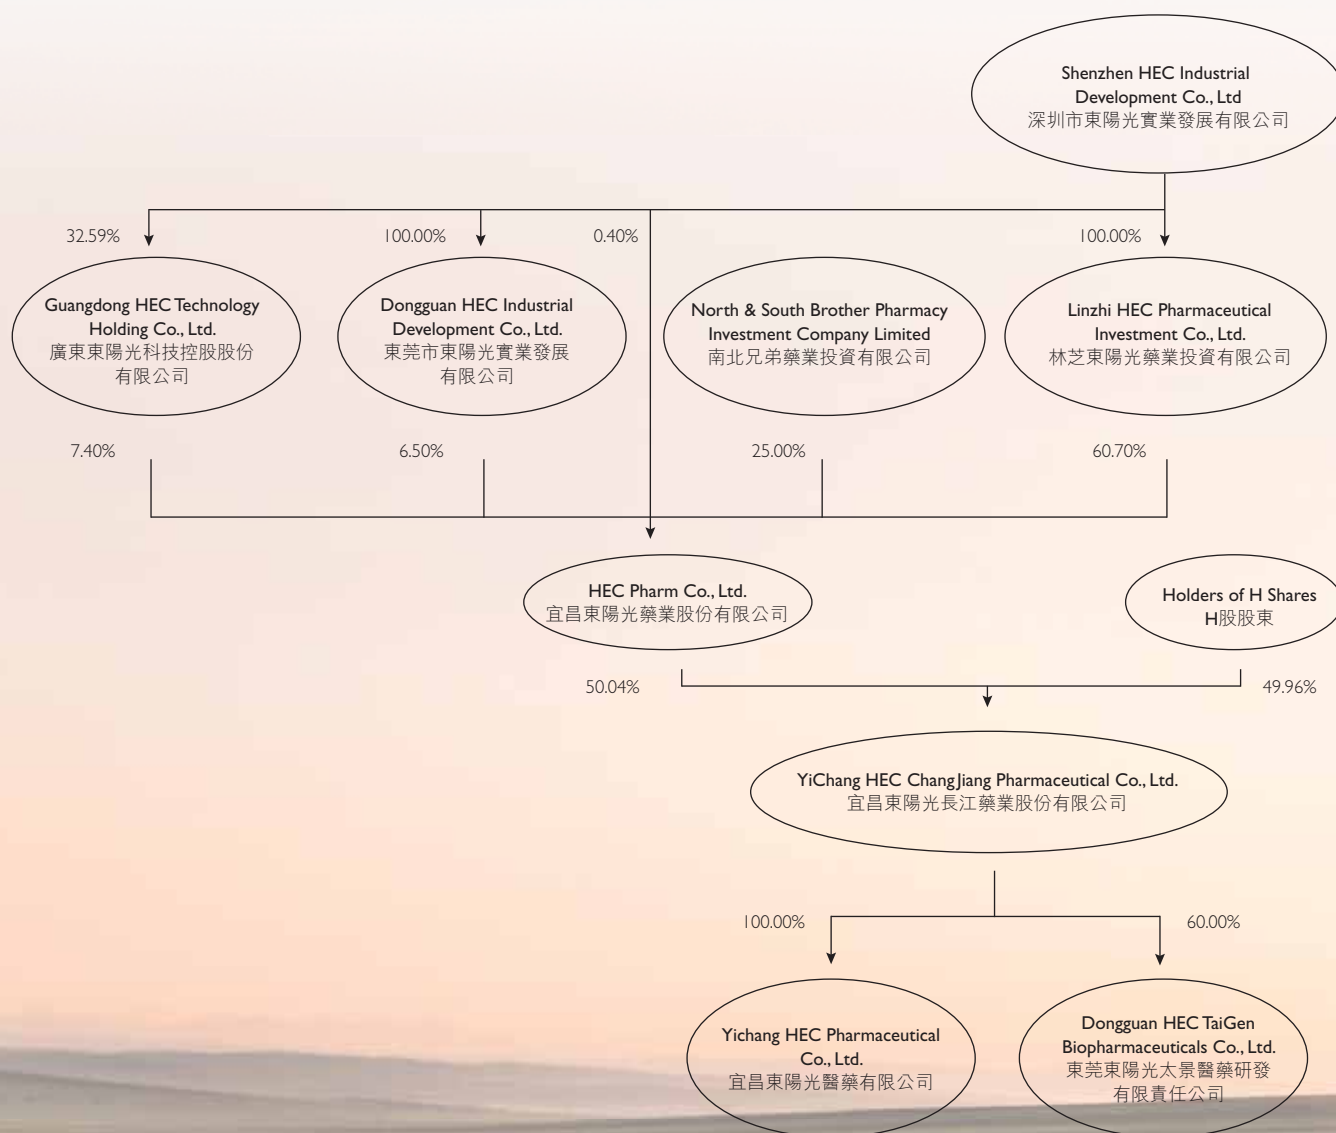 Shenzhen HEC Industrial
Development Co., Ltd
深圳市東陽光實業發展有限公司
32.59%
100.00%
0.40%
100.00%
Guangdong HEC Technology
Holding Co., Ltd.
廣東東陽光科技控股股份
有限公司
Dongguan HEC Industrial
Development Co., Ltd.
東莞市東陽光實業發展
有限公司
North & South Brother Pharmacy
Investment Company Limited
南北兄弟藥業投資有限公司
Linzhi HEC Pharmaceutical
Investment Co., Ltd.
林芝東陽光藥業投資有限公司
7.40%
6.50%
25.00%
60.70%
HEC Pharm Co., Ltd.
宜昌東陽光藥業股份有限公司
Holders of H Shares
H股股東
50.04%
49.96%
YiChang HEC ChangJiang Pharmaceutical Co., Ltd.
宜昌東陽光長江藥業股份有限公司
100.00%
60.00%
Yichang HEC Pharmaceutical
Co., Ltd.
宜昌東陽光醫藥有限公司
Dongguan HEC TaiGen
Biopharmaceuticals Co., Ltd.
東莞東陽光太景醫藥研發
有限責任公司